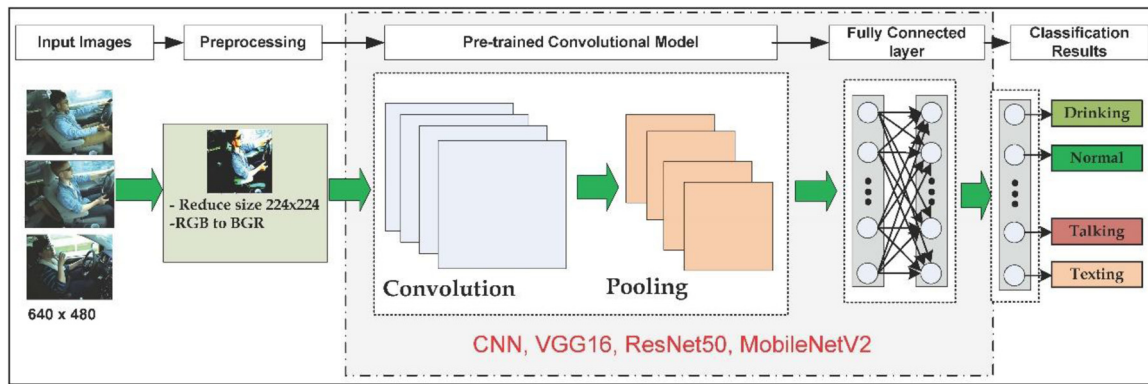 Input Images
Preprocessing
Pre-trained Convolutional Model
Fully Connected
layer
Classification
Results
- Reduce size 224x224
-RGB to BGR
640 x 480
Convolution
Pooling
Drinking
Normal
Talking
Texting
CNN, VGG16, ResNet50, MobileNetV2